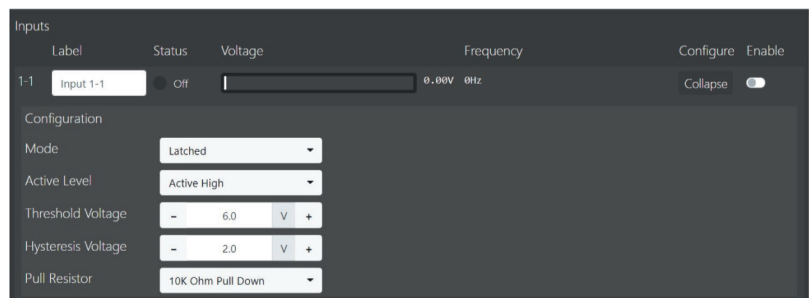 Inputs
Label Status Voltage Frequency Configure Enable
1-1 Input 1-1 Off 0.00V 0Hz Collapse
Configuration
Mode Latched
Active Level Active High
Threshold Voltage - 6.0 V +
Hysteresis Voltage - 2.0 V +
Pull Resistor 10K Ohm Pull Down